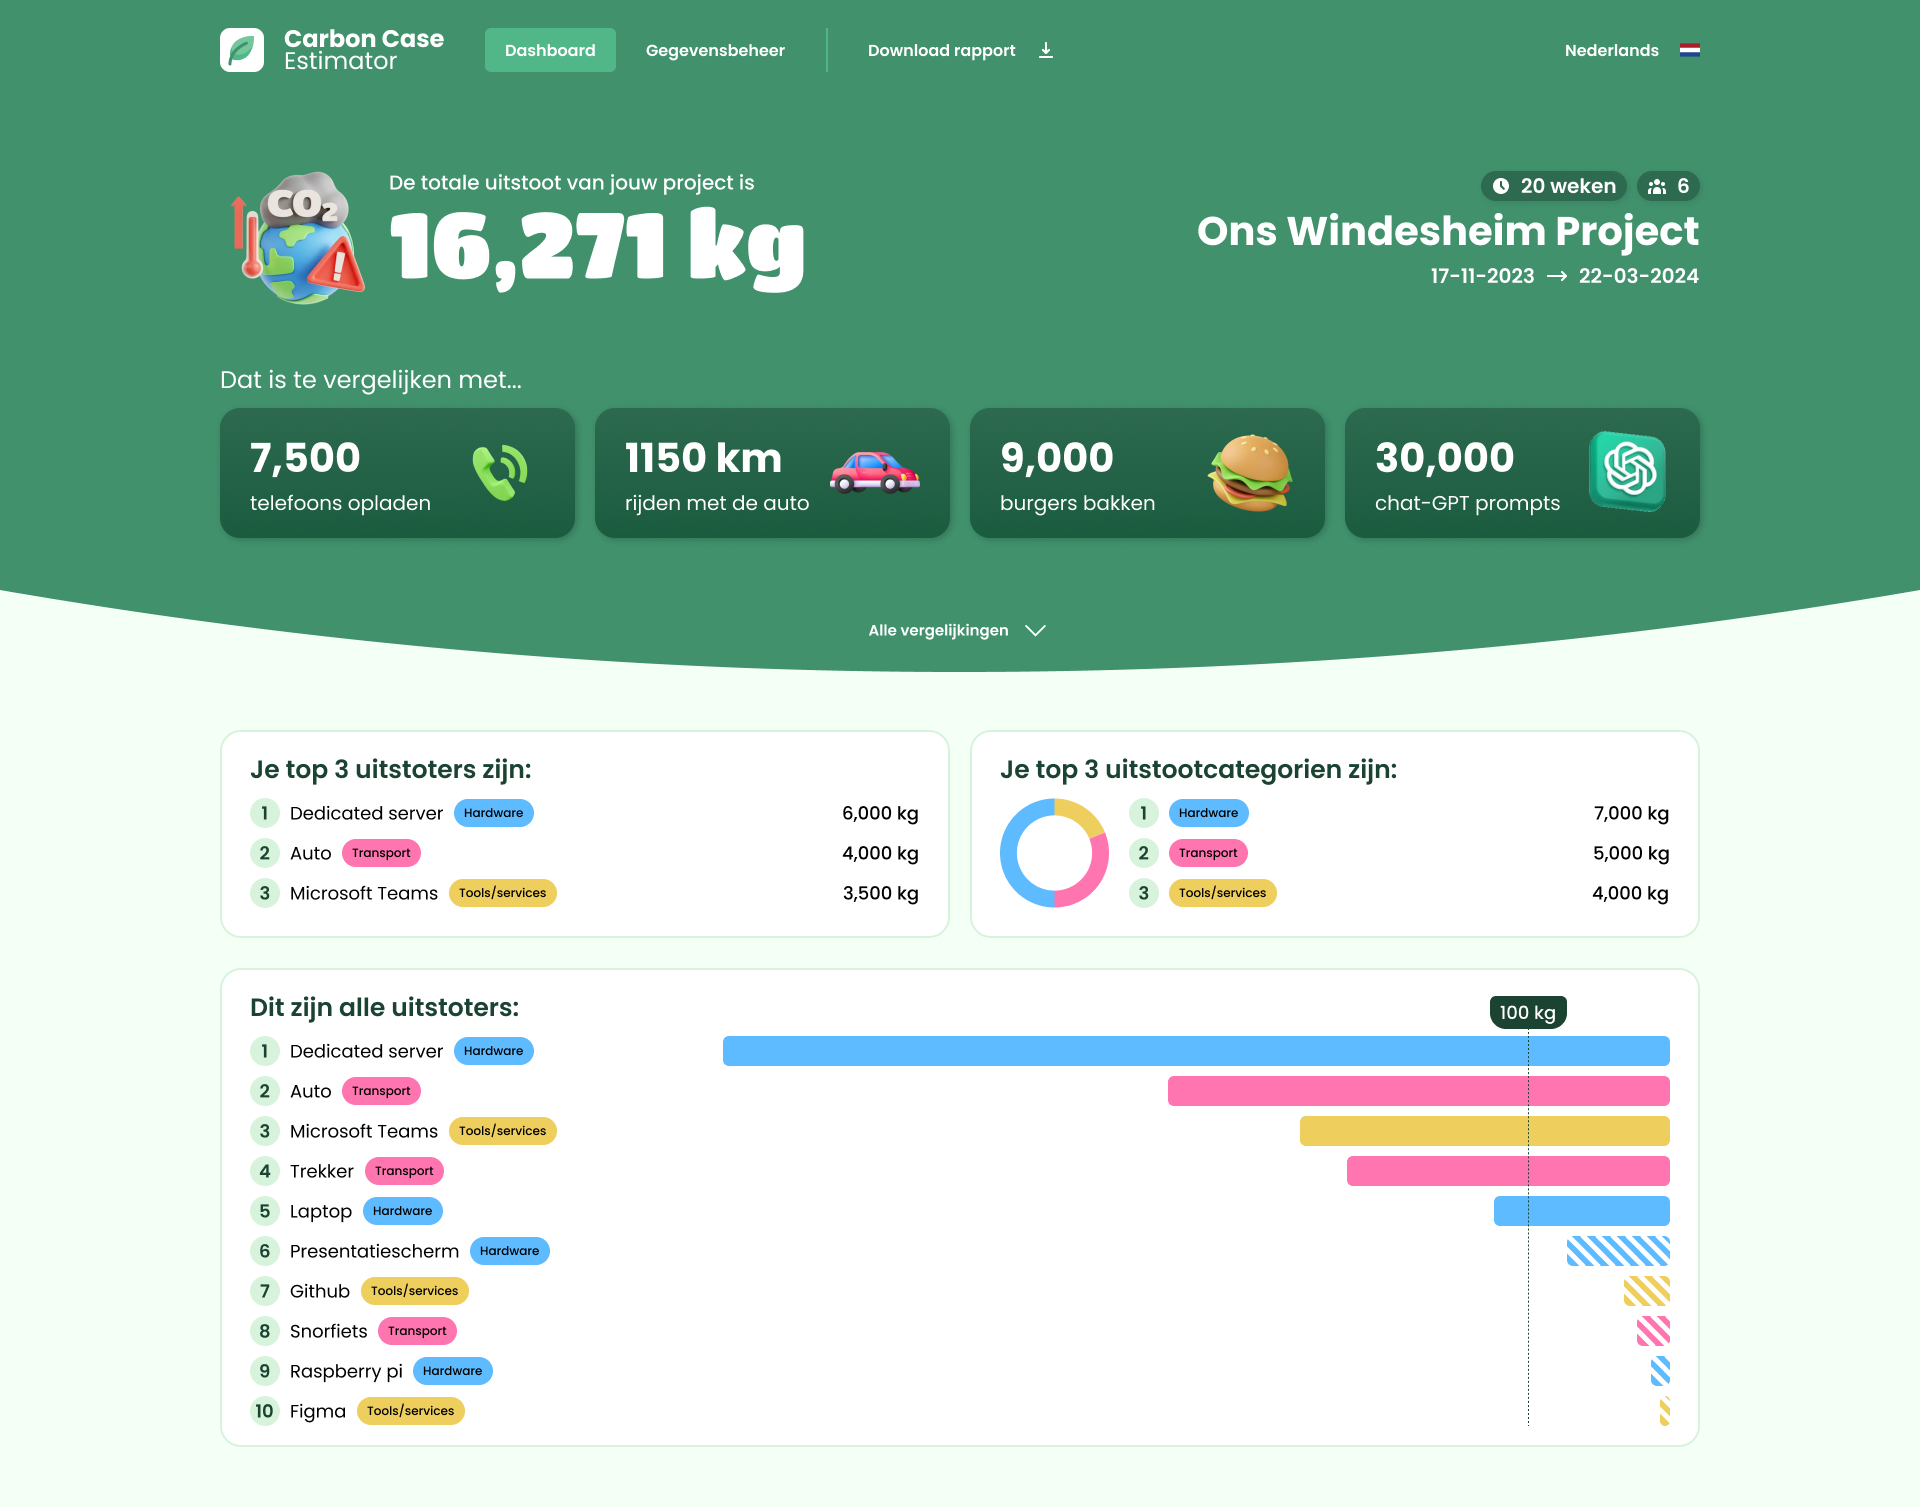 Carbon Case
Estimator
Dashboard
Gegevensbeheer
Download rapport
Nederlands
CO2
De totale uitstoot van jouw project is
16,271 kg
20 weken
6
Ons Windesheim Project
17-11-2023 → 22-03-2024
Dat is te vergelijken met...
7,500
telefoons opladen
1150 km
rijden met de auto
9,000
burgers bakken
30,000
chat-GPT prompts
Alle vergelijkingen
Je top 3 uitstoters zijn:
1 Dedicated server Hardware 6,000 kg
2 Auto Transport 4,000 kg
3 Microsoft Teams Tools/services 3,500 kg
Je top 3 uitstootcategorien zijn:
1 Hardware 7,000 kg
2 Transport 5,000 kg
3 Tools/services 4,000 kg
Dit zijn alle uitstoters:
100 kg
1 Dedicated server Hardware
2 Auto Transport
3 Microsoft Teams Tools/services
4 Trekker Transport
5 Laptop Hardware
6 Presentatiescherm Hardware
7 Github Tools/services
8 Snorfiets Transport
9 Raspberry pi Hardware
10 Figma Tools/services